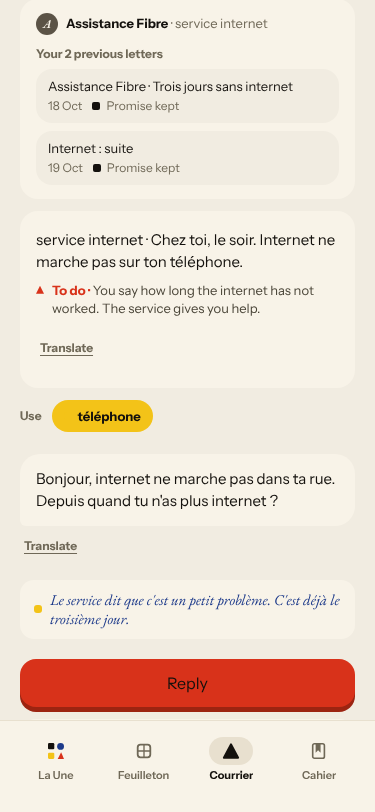 A Assistance Fibre · service internet
Your 2 previous letters
Assistance Fibre · Trois jours sans internet
18 Oct Promise kept
Internet : suite
19 Oct Promise kept
service internet · Chez toi, le soir. Internet ne
marche pas sur ton téléphone.
To do · You say how long the internet has not
worked. The service gives you help.
Translate
Use téléphone
Bonjour, internet ne marche pas dans ta rue.
Depuis quand tu n'as plus internet ?
Translate
Le service dit que c'est un petit problème. C'est déjà le
troisième jour.
Reply
La Une Feuilleton Courrier Cahier